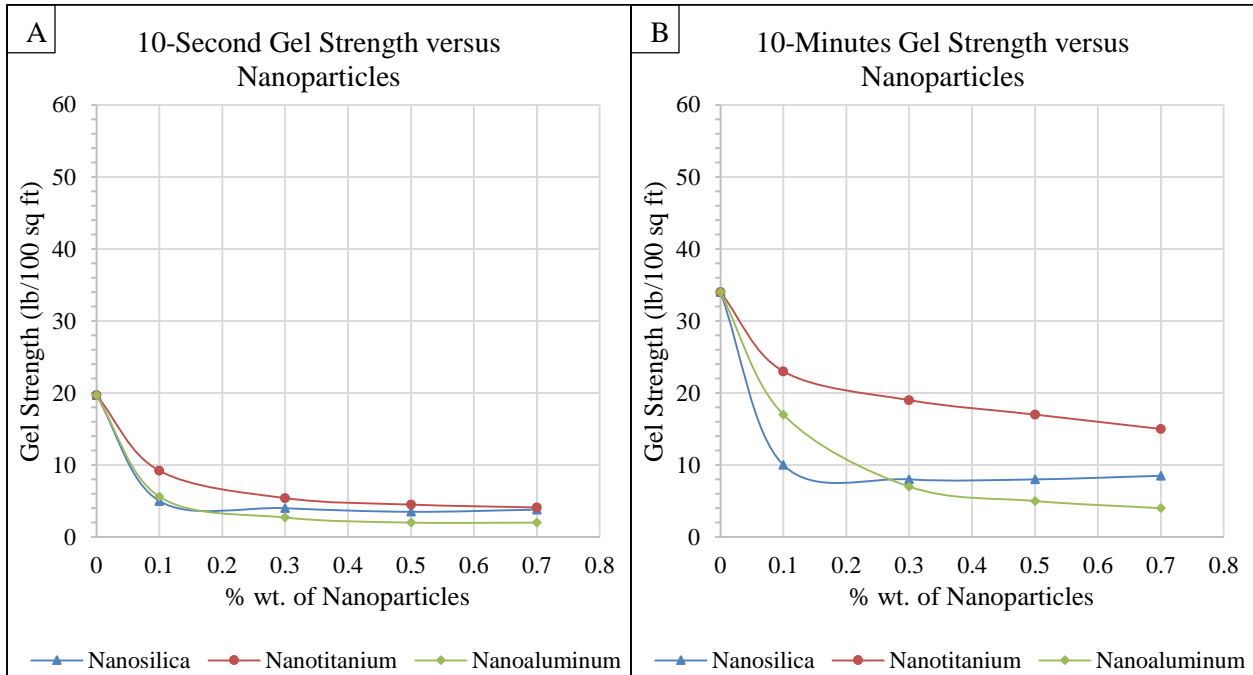 A
10-Second Gel Strength versus
Nanoparticles
60
50
40
30
20
10
0
Gel Strength (lb/100 sq ft)
0 0.1 0.2 0.3 0.4 0.5 0.6 0.7 0.8
% wt. of Nanoparticles
Nanosilica Nanotitanium Nanoaluminum
B
10-Minutes Gel Strength versus
Nanoparticles
60
50
40
30
20
10
0
Gel Strength (lb/100 sq ft)
0 0.1 0.2 0.3 0.4 0.5 0.6 0.7 0.8
% wt. of Nanoparticles
Nanosilica Nanotitanium Nanoaluminum